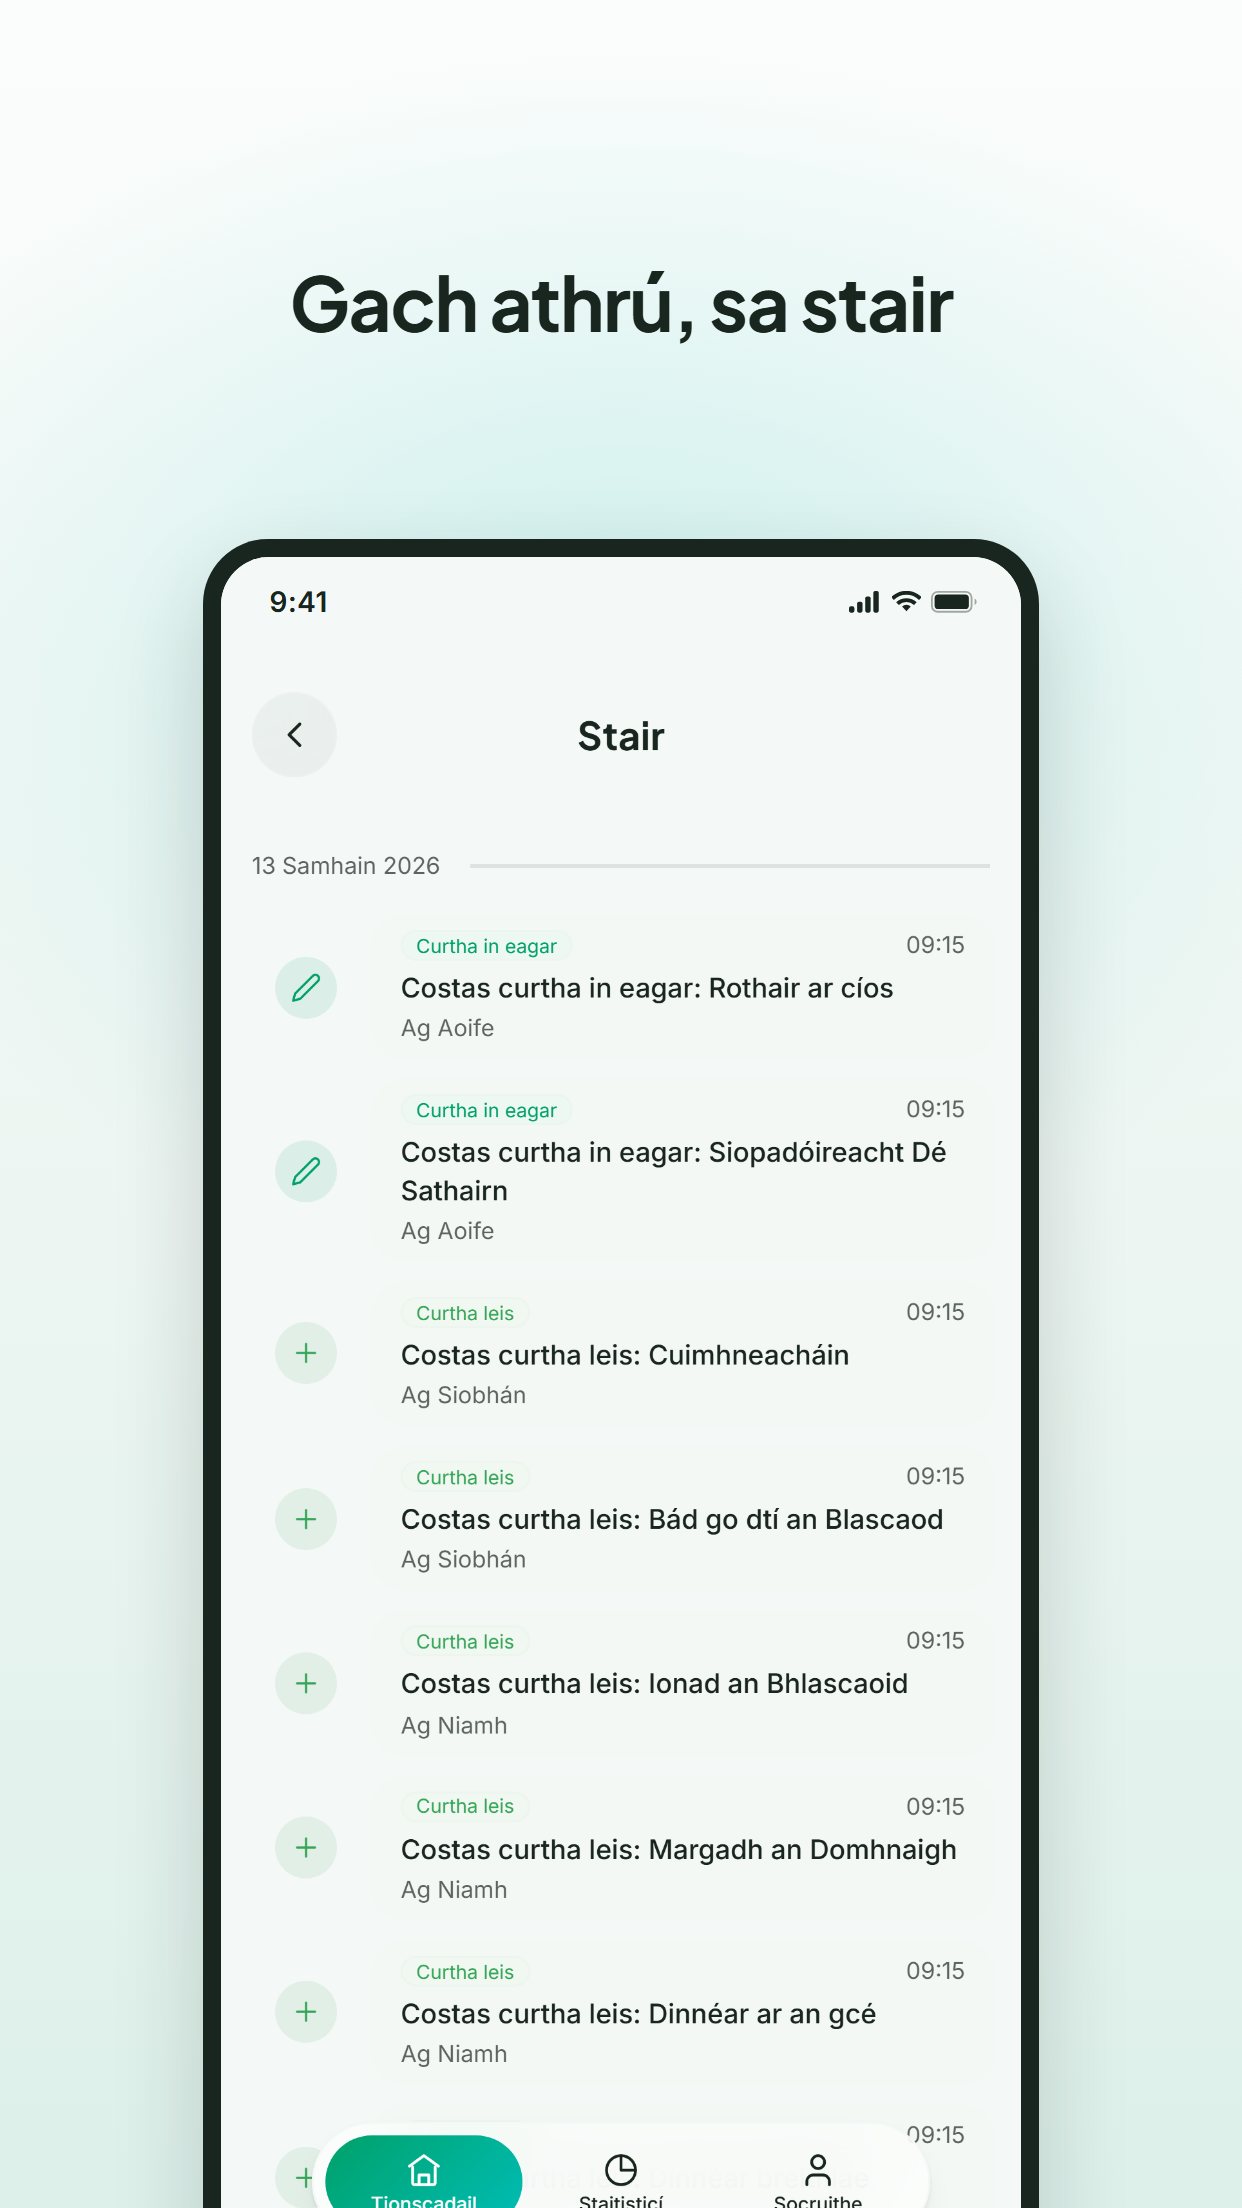 Gach athrú, sa stair
9:41
Stair
13 Samhain 2026
Curtha in eagar
09:15
Costas curtha in eagar: Rothair ar cíos
Ag Aoife
Curtha in eagar
09:15
Costas curtha in eagar: Siopadóireacht Dé
Sathairn
Ag Aoife
Curtha leis
09:15
Costas curtha leis: Cuimhneacháin
Ag Siobhán
Curtha leis
09:15
Costas curtha leis: Bád go dtí an Blascaod
Ag Siobhán
Curtha leis
09:15
Costas curtha leis: Ionad an Bhlascaoid
Ag Niamh
Curtha leis
09:15
Costas curtha leis: Margadh an Domhnaigh
Ag Niamh
Curtha leis
09:15
Costas curtha leis: Dinnéar ar an gcé
Ag Niamh
09:15
Tionscadail
Staitisticí
Socruithe